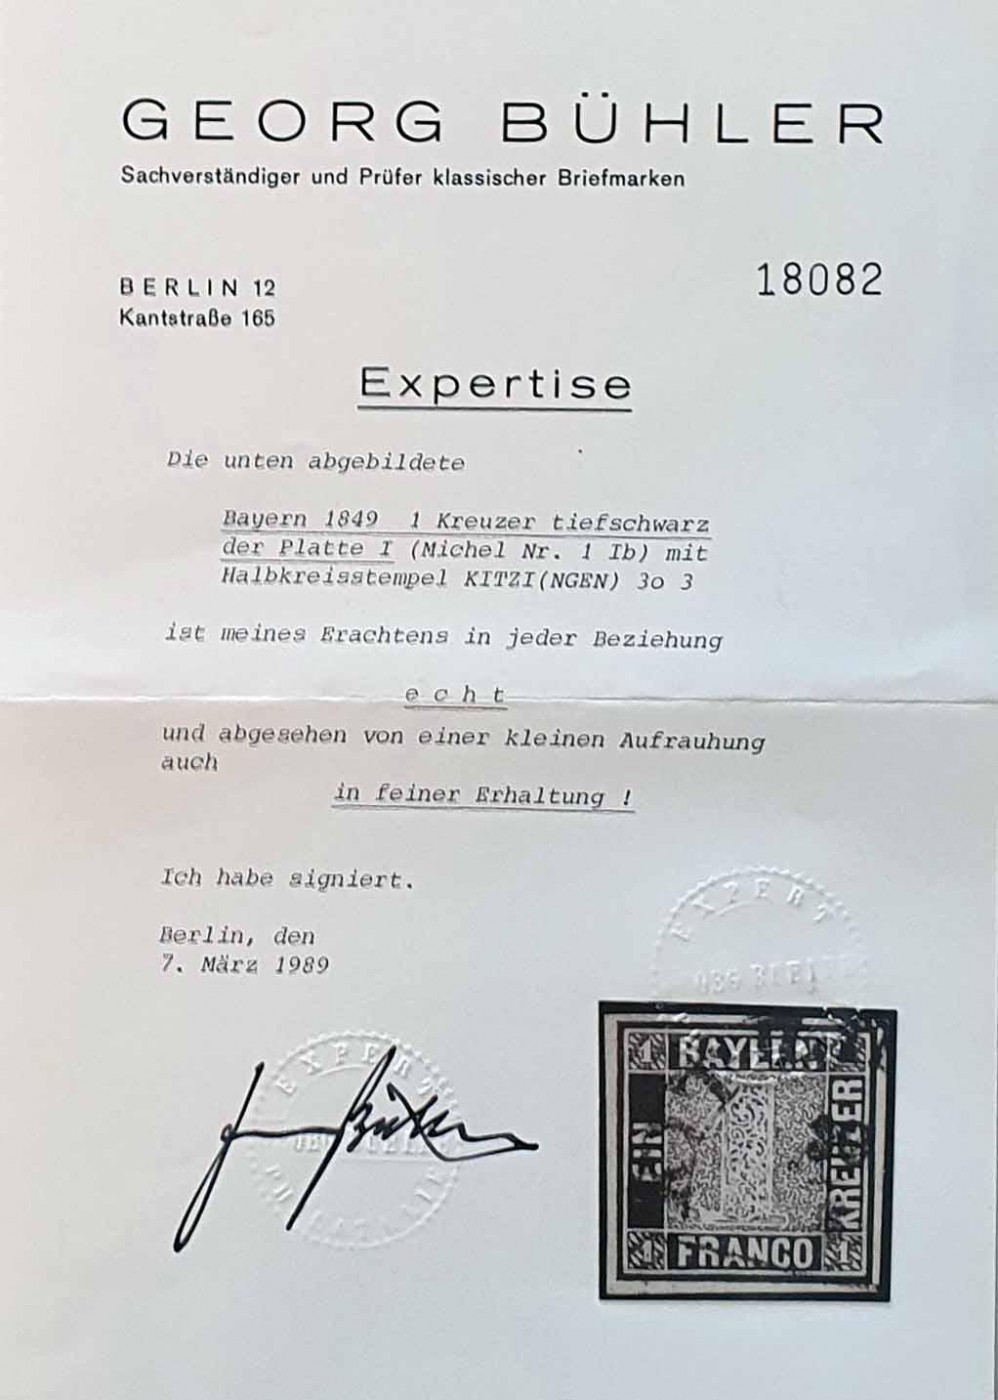 GEORG BÜHLER
Sachverständiger und Prüfer klassischer Briefmarken
BERLIN 12
18082
Kantstraße 165
Expertise
Die unten abgebildete
Bayern 1849 1 Kreuzer tiefschwarz
der Platte I (Michel Nr. 1 Ib) mit
Halbkreisstempel KITZI(NGEN) 3o 3
ist meines Erachtens in jeder Beziehung
e c h t
und abgesehen von einer kleinen Aufrauhung
auch
in feiner Erhaltung !
Ich habe signiert.
Berlin, den
7. März 1989
EXPERT
EXPERT
1 BAYERN
EIN
KREUZER
1 FRANCO 1